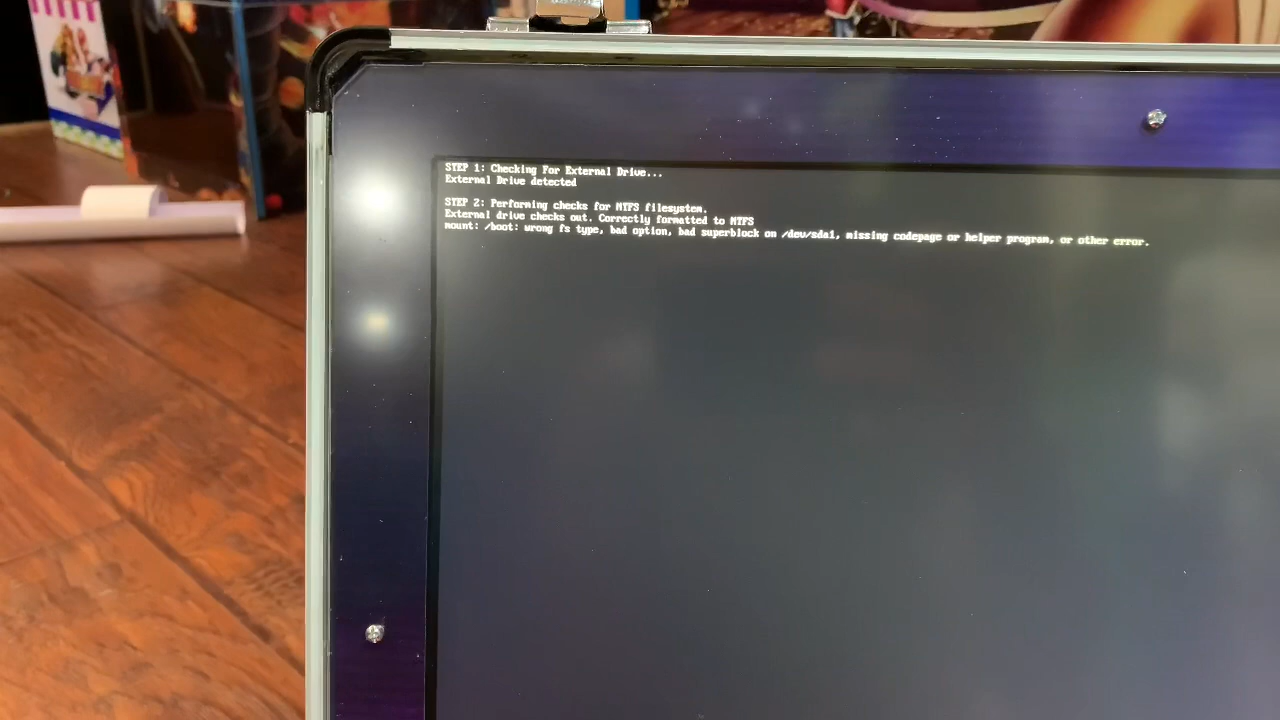 STEP 1: Checking For External Drive...
External Drive detected
STEP 2: Performing checks for NTFS filesystem.
External drive checks out. Correctly formatted to NTFS
mount: /boot: wrong fs type, bad option, bad superblock on /dev/sda1, missing codepage or helper program, or other error.